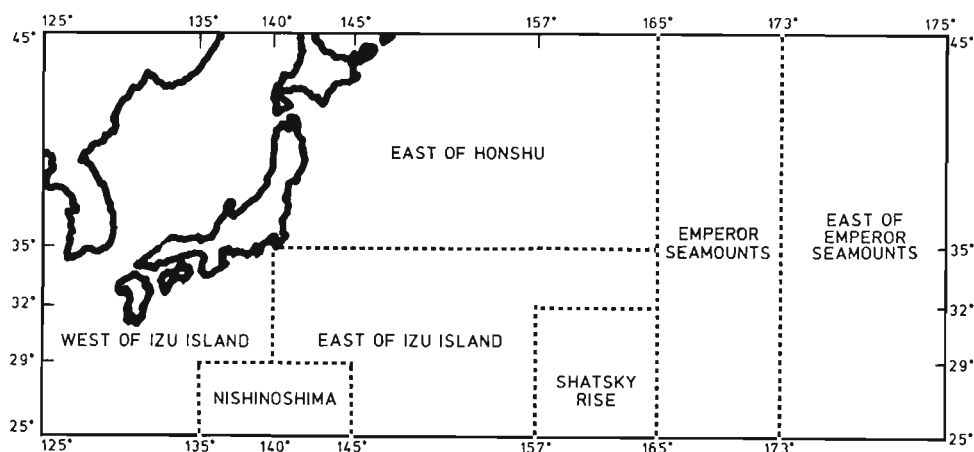 125° 135° 140° 145° 157° 165° 173° 175°
45° 45°
EAST OF HONSHU
EMPEROR
SEAMOUNTS
EAST OF
EMPEROR
SEAMOUNTS
35° 35°
32° 32°
WEST OF IZU ISLAND EAST OF IZU ISLAND
29° 29°
NISHINOSHIMA
SHATSKY
RISE
25° 25°
125° 135° 140° 145° 157° 165° 173° 175°